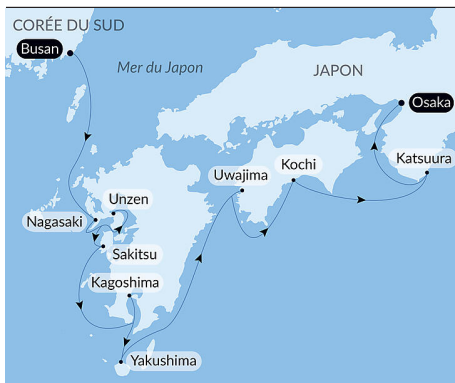 CORÉE DU SUD
Busan
Mer du Japon
JAPON
Osaka
Katsuura
Kochi
Uwajima
Unzen
Nagasaki
Sakitsu
Kagoshima
Yakushima